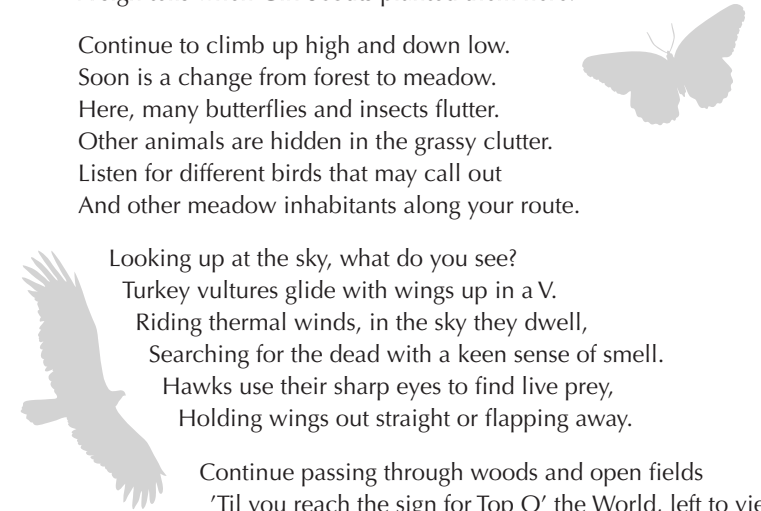 Continue to climb up high and down low.
Soon is a change from forest to meadow.
Here, many butterflies and insects flutter.
Other animals are hidden in the grassy clutter.
Listen for different birds that may call out
And other meadow inhabitants along your route.
Looking up at the sky, what do you see?
Turkey vultures glide with wings up in a V.
Riding thermal winds, in the sky they dwell,
Searching for the dead with a keen sense of smell.
Hawks use their sharp eyes to find live prey,
Holding wings out straight or flapping away.
Continue passing through woods and open fields
’Til you reach the sign for Top O’ the World, left to